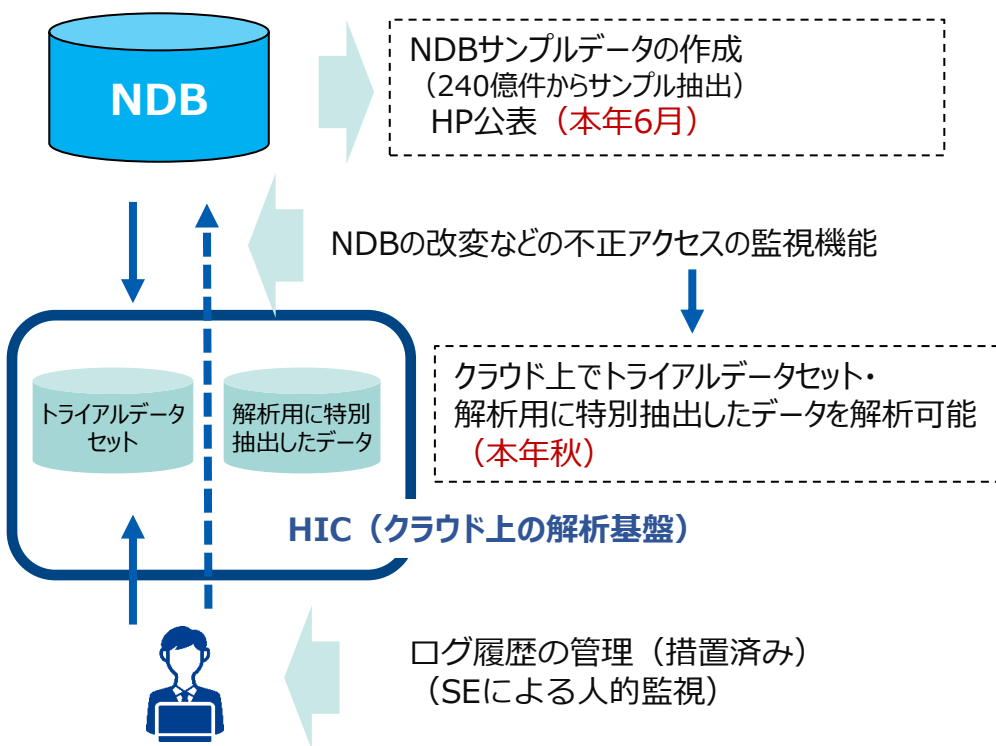 NDB
NDBサンプルデータの作成
（240億件からサンプル抽出）
HP公表（本年6月）
NDBの改変などの不正アクセスの監視機能
トライアルデータ
セット
解析用に特別
抽出したデータ
クラウド上でトライアルデータセット・
解析用に特別抽出したデータを解析可能
（本年秋）
HIC（クラウド上の解析基盤）
ログ履歴の管理（措置済み）
（SEによる人的監視）